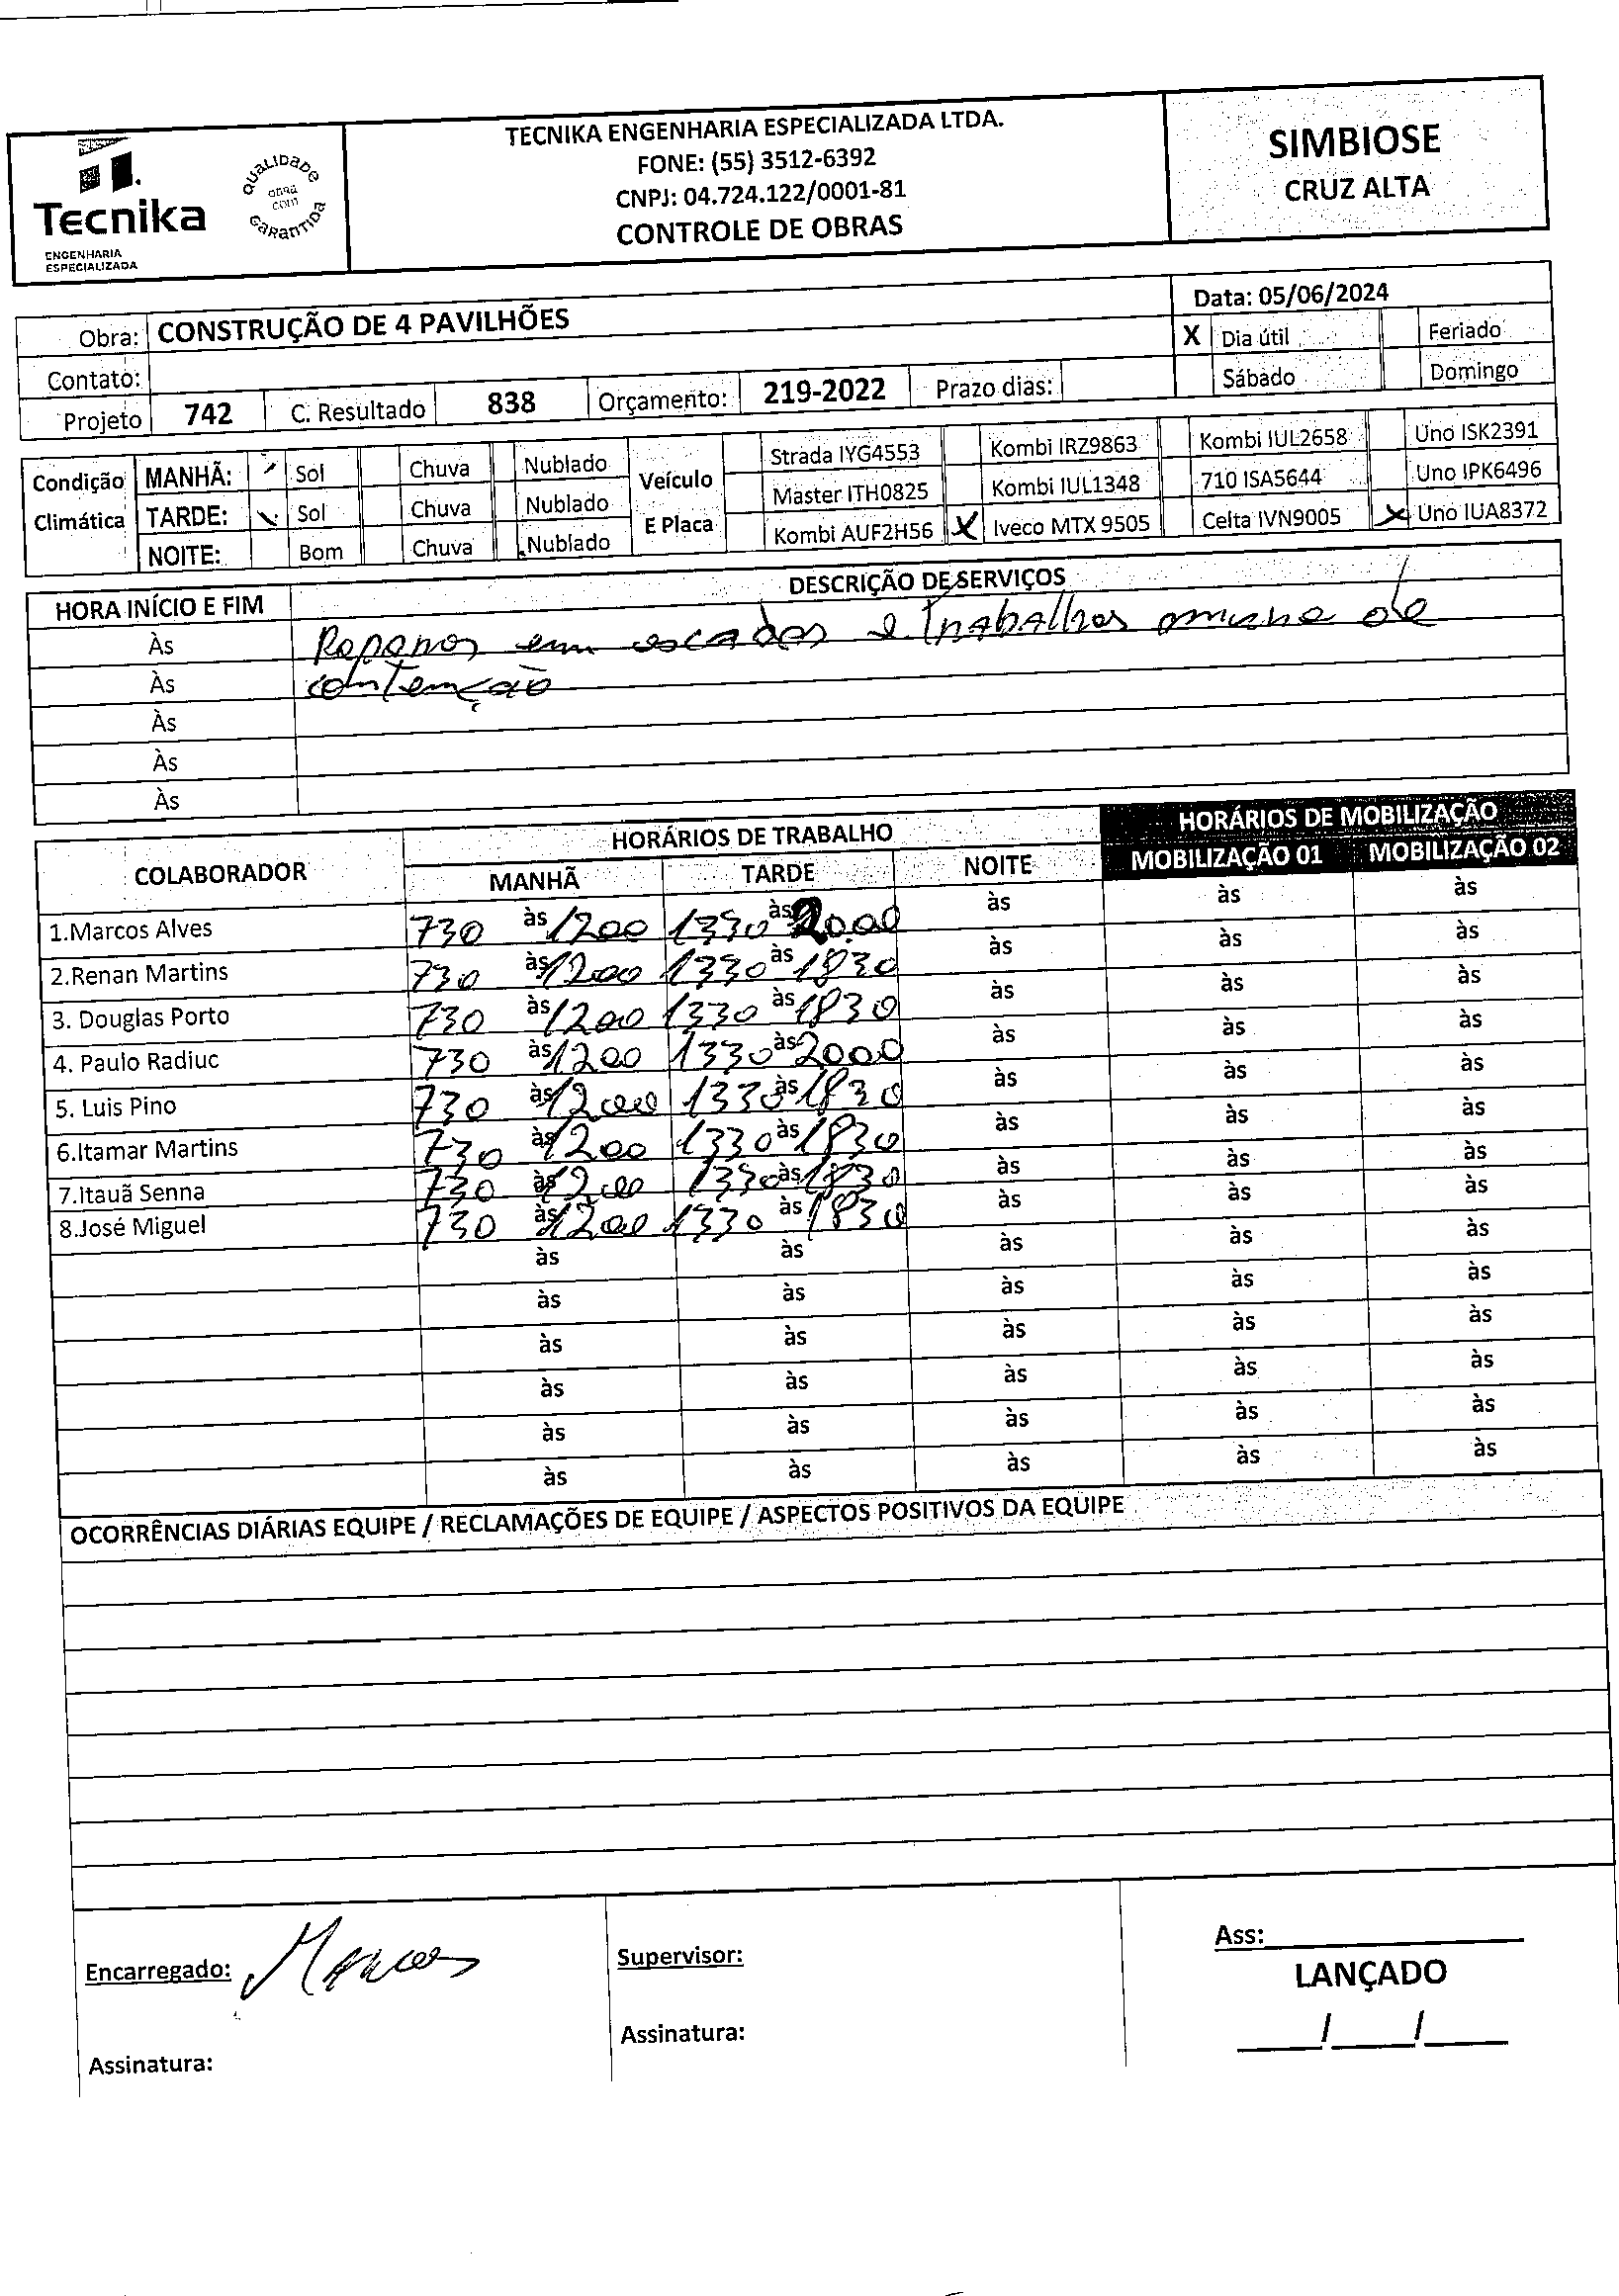 TECNIKA ENGENHARIA ESPECIALIZADA LTDA.
FONE: (55) 3512-6392
CNPJ: 04.724.122/0001-81
CONTROLE DE OBRAS
Tecnika
ENGENHARIA
ESPECIALIZADA
QUALIDADE
OBRA
COM
GARANTIDA
SIMBIOSE
CRUZ ALTA
Obra: CONSTRUÇÃO DE 4 PAVILHÕES
Data: 05/06/2024
X Dia útil Feriado
Contato:
Sábado Domingo
Projeto 742 C. Resultado 838 Orçamento: 219-2022 Prazo dias:
Condição Climática
MANHÃ: Sol Chuva Nublado
TARDE: Sol Chuva Nublado
NOITE: Bom Chuva Nublado
Veículo E Placa
Strada IYG4553 Kombi IRZ9863 Kombi IUL2658 Uno ISK2391
Master ITH0825 Kombi IUL1348 710 ISA5644 Uno IPK6496
Kombi AUF2H56 X Iveco MTX 9505 Celta IVN9005 X Uno IUA8372
HORA INÍCIO E FIM DESCRIÇÃO DE SERVIÇOS
Às Reparos em escadas e trabalhos de
Às contenção
Às
Às
Às
COLABORADOR HORÁRIOS DE TRABALHO HORÁRIOS DE MOBILIZAÇÃO
MANHÃ TARDE NOITE MOBILIZAÇÃO 01 MOBILIZAÇÃO 02
1.Marcos Alves 730 às 1200 1330 às 2000 às às às
2.Renan Martins 730 às 1200 1330 às 1830 às às às
3. Douglas Porto 730 às 1200 1330 às 1830 às às às
4. Paulo Radiuc 730 às 1200 1330 às 2000 às às às
5. Luis Pino 730 às 1200 1330 às 1830 às às às
6.Itamar Martins 730 às 1200 1330 às 1830 às às às
7.Itauã Senna 730 às 1200 1330 às 1830 às às às
8.José Miguel 730 às 1200 1330 às 1830 às às às
às às às às às
às às às às às
às às às às às
às às às às às
às às às às às
às às às às às
OCORRÊNCIAS DIÁRIAS EQUIPE / RECLAMAÇÕES DE EQUIPE / ASPECTOS POSITIVOS DA EQUIPE
Encarregado: Marcos
Supervisor:
Ass:
LANÇADO
Assinatura:
Assinatura:
___/___/___